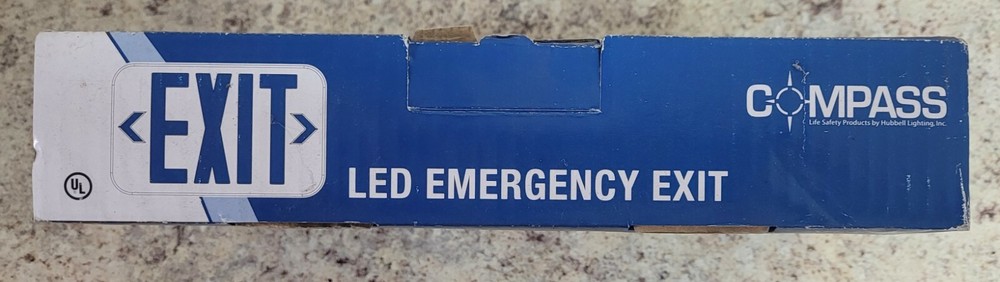 EXIT
UL
LED EMERGENCY EXIT
COMPASS
Life Safety Products by Hubbell Lighting, Inc.